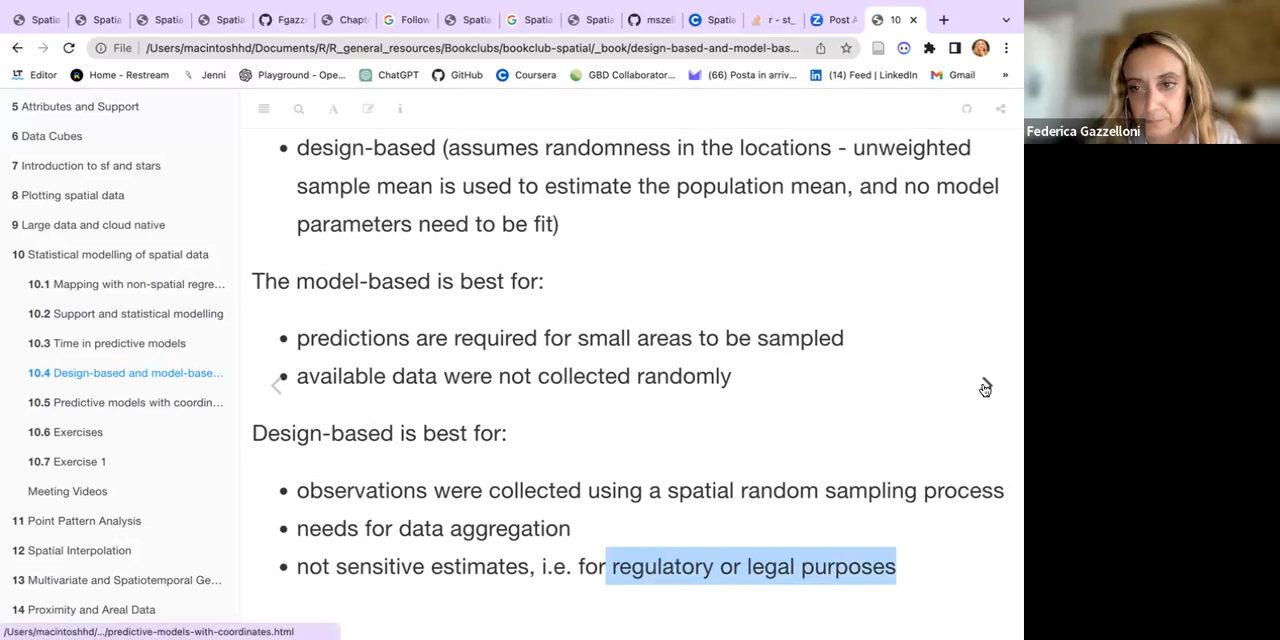 Spatia
Spatia
Spatia
Spatia
Fgazz
Chapt
Follow
Spatia
Spatia
Spatia
mszel
Spatia
r - st_
Post A
10.
File
/Users/macintoshhd/Documents/R/R_general_resources/Bookclubs/bookclub-spatial/_book/design-based-and-model-bas...
Editor
Home - Restream
Jenni
Playground - Ope...
ChatGPT
GitHub
Coursera
GBD Collaborator...
(66) Posta in arriv...
(14) Feed | LinkedIn
Gmail
»
5 Attributes and Support
6 Data Cubes
7 Introduction to sf and stars
8 Plotting spatial data
9 Large data and cloud native
10 Statistical modelling of spatial data
10.1 Mapping with non-spatial regre...
10.2 Support and statistical modelling
10.3 Time in predictive models
10.4 Design-based and model-base...
10.5 Predictive models with coordin...
10.6 Exercises
10.7 Exercise 1
Meeting Videos
11 Point Pattern Analysis
12 Spatial Interpolation
13 Multivariate and Spatiotemporal Ge...
14 Proximity and Areal Data
/Users/macintoshhd/.../predictive-models-with-coordinates.html
• design-based (assumes randomness in the locations - unweighted
sample mean is used to estimate the population mean, and no model
parameters need to be fit)
The model-based is best for:
• predictions are required for small areas to be sampled
• available data were not collected randomly
Design-based is best for:
• observations were collected using a spatial random sampling process
• needs for data aggregation
• not sensitive estimates, i.e. for regulatory or legal purposes
Federica Gazzelloni